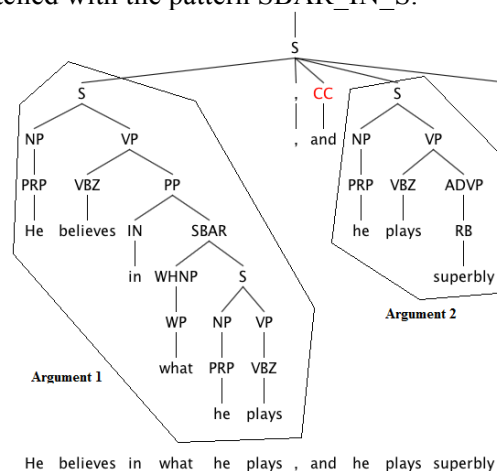 ched with the pattern SBAR_IN_S.
S
S , CC S
NP VP , and NP VP
PRP VBZ PP PRP VBZ ADVP
He believes IN SBAR he plays RB
in WHNP S superbly
WP NP VP Argument 2
Argument 1 what PRP VBZ
he plays
He believes in what he plays , and he plays superbly